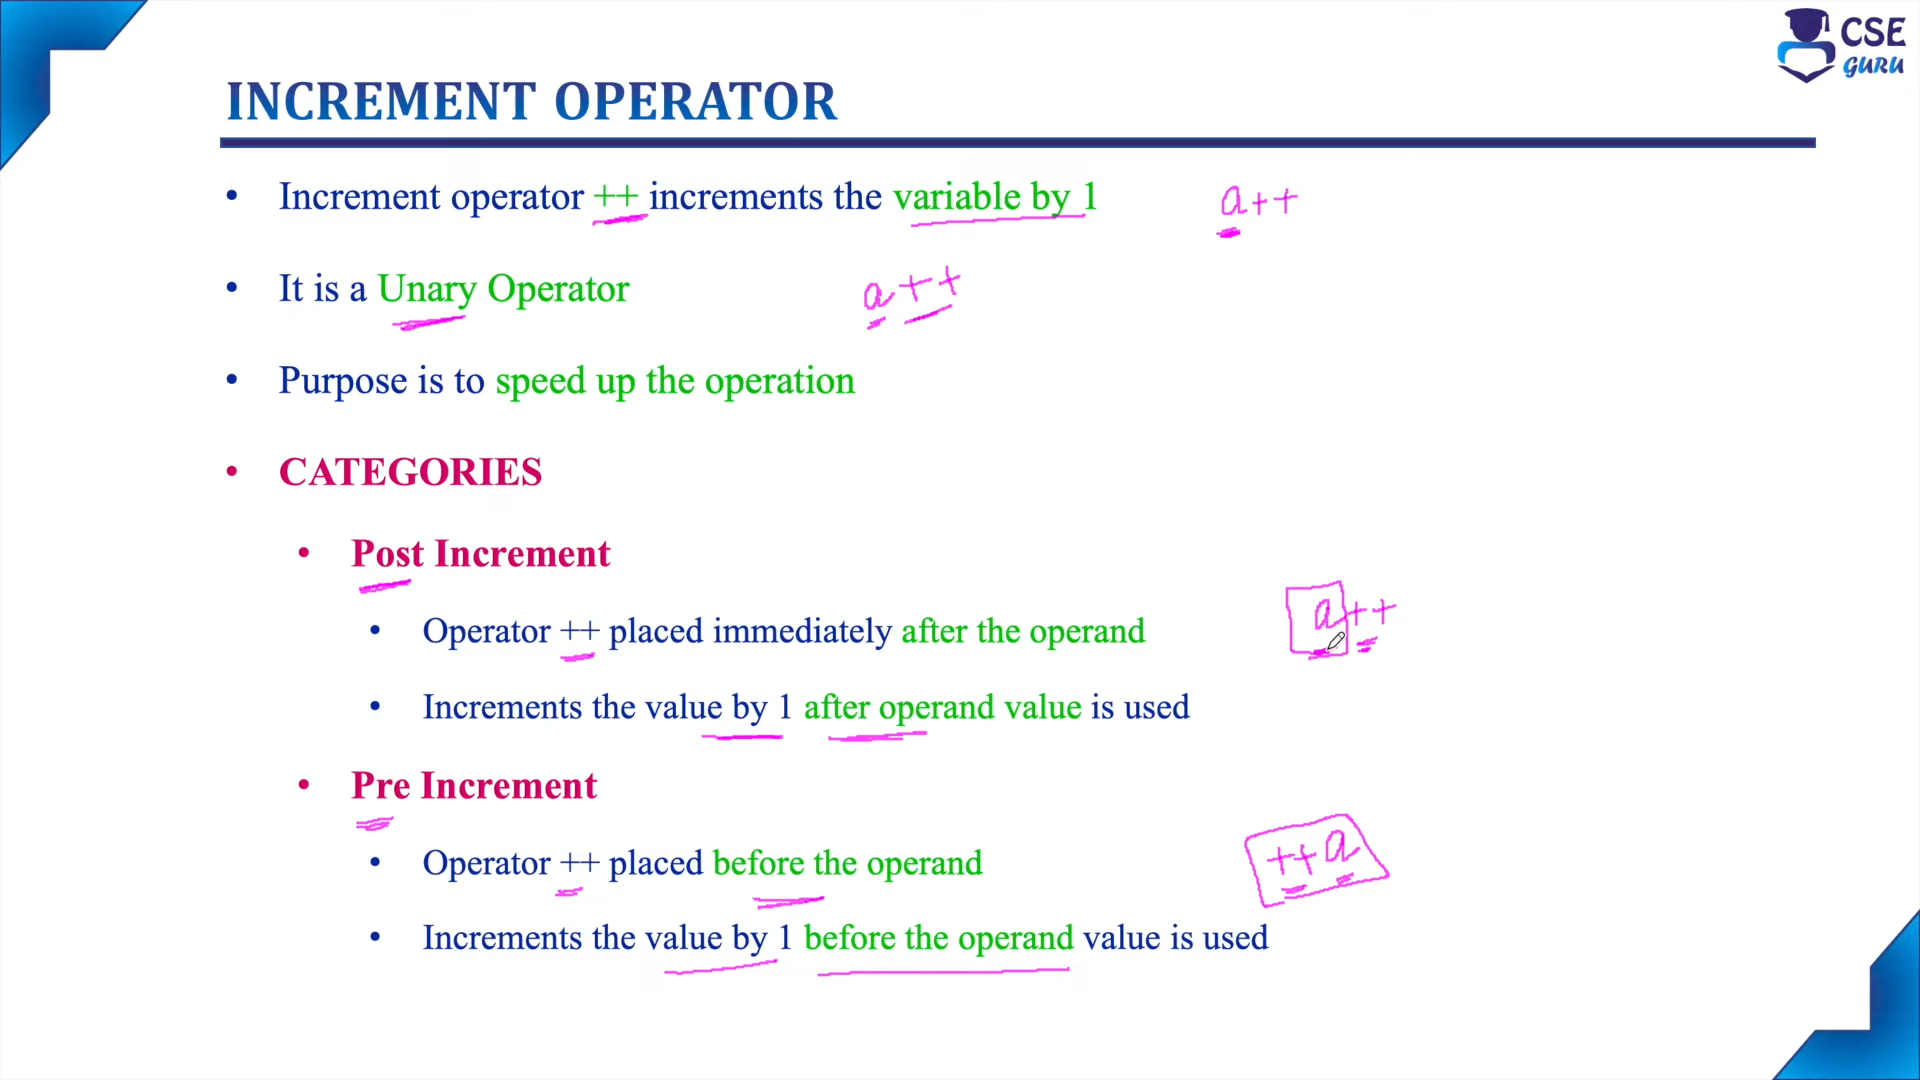 CSE
GURU
INCREMENT OPERATOR
• Increment operator ++ increments the variable by 1
a++
• It is a Unary Operator
a++
• Purpose is to speed up the operation
• CATEGORIES
• Post Increment
• Operator ++ placed immediately after the operand
a++
• Increments the value by 1 after operand value is used
• Pre Increment
• Operator ++ placed before the operand
++a
• Increments the value by 1 before the operand value is used